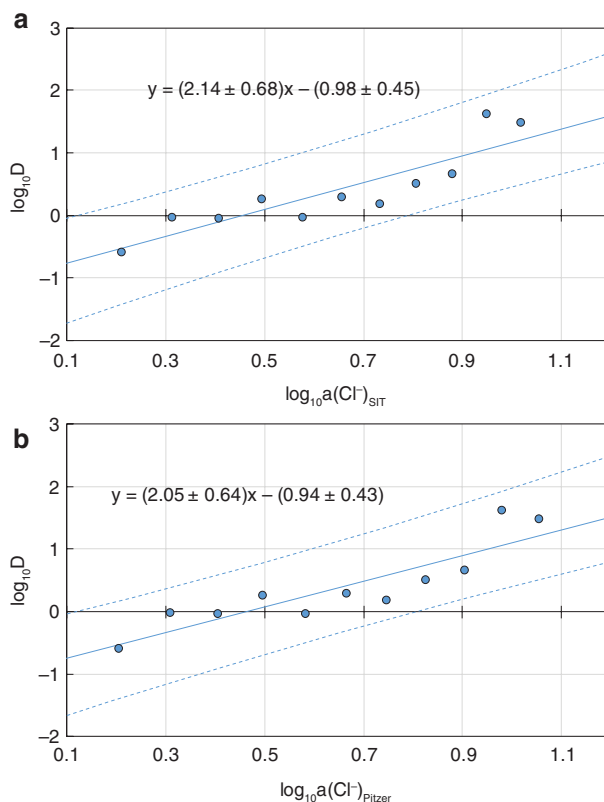 a
3
2
1
0
–1
–2
log₁₀D
y = (2.14 ± 0.68)x – (0.98 ± 0.45)
0.1 0.3 0.5 0.7 0.9 1.1
log₁₀a(Cl⁻)SIT
b
3
2
1
0
–1
–2
log₁₀D
y = (2.05 ± 0.64)x – (0.94 ± 0.43)
0.1 0.3 0.5 0.7 0.9 1.1
log₁₀a(Cl⁻)Pitzer